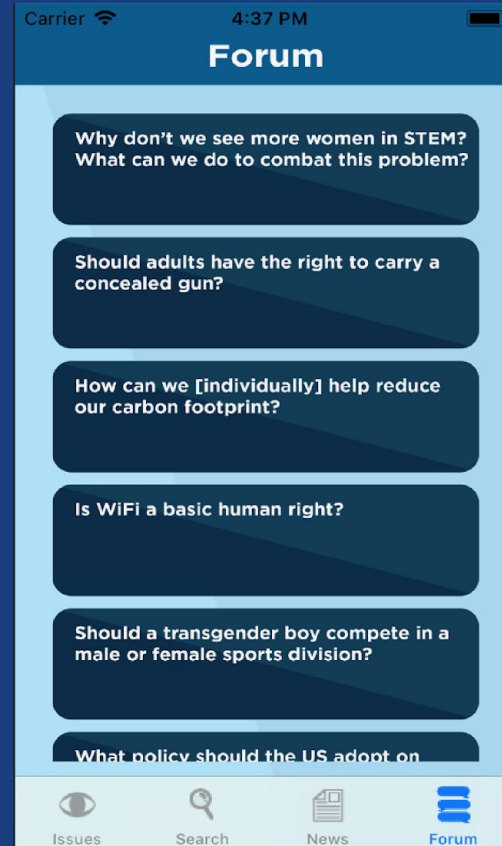 Carrier 4:37 PM
Forum
Why don't we see more women in STEM?
What can we do to combat this problem?
Should adults have the right to carry a
concealed gun?
How can we [individually] help reduce
our carbon footprint?
Is WiFi a basic human right?
Should a transgender boy compete in a
male or female sports division?
What policy should the US adopt on
Issues Search News Forum